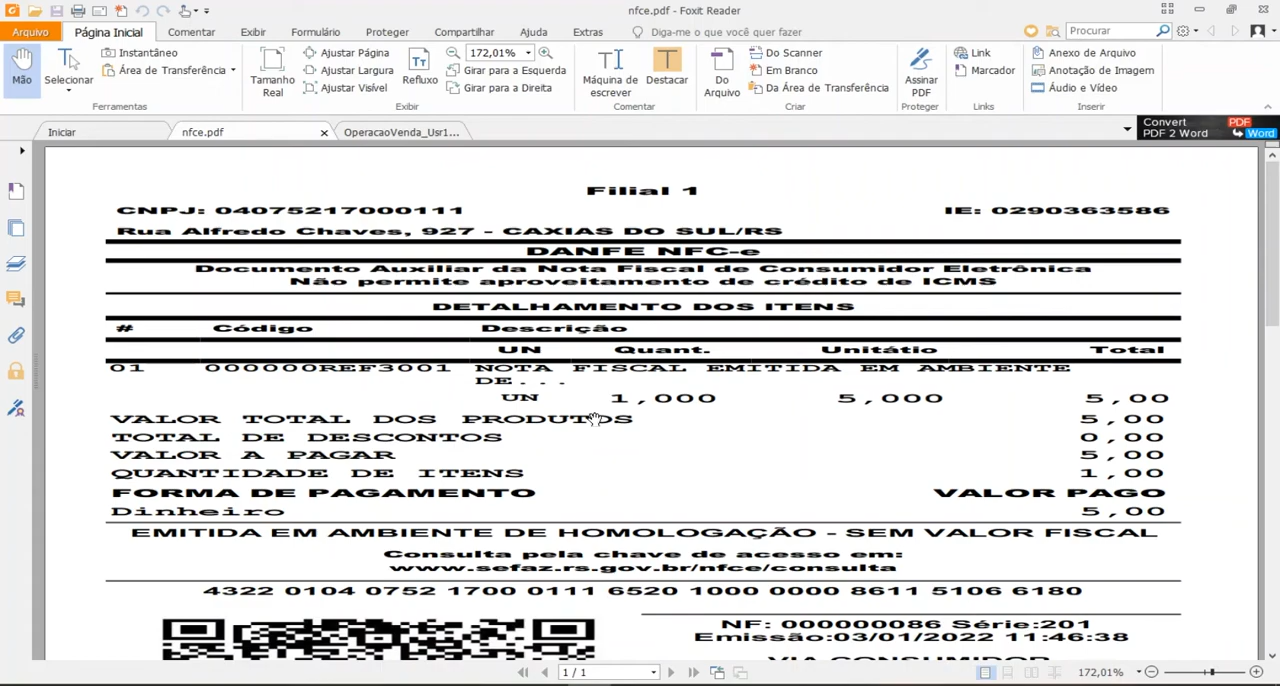 nfce.pdf - Foxit Reader
Arquivo Página Inicial Comentar Exibir Formulário Proteger Compartilhar Ajuda Extras Diga-me o que você quer fazer Procurar
Mão
Selecionar
Instantâneo
Área de Transferência
Ferramentas
Tamanho
Real
Ajustar Página
Ajustar Largura
Ajustar Visível
Refluxo
172,01%
Girar para a Esquerda
Girar para a Direita
Exibir
Máquina de
escrever
Destacar
Comentar
Do
Arquivo
Do Scanner
Em Branco
Da Área de Transferência
Criar
Assinar
PDF
Proteger
Link
Marcador
Links
Anexo de Arquivo
Anotação de Imagem
Áudio e Vídeo
Inserir
Iniciar nfce.pdf OperacaoVenda_Usr1...
Convert PDF
PDF 2 Word Word
Filial 1
CNPJ: 04075217000111 IE: 0290363586
Rua Alfredo Chaves, 927 - CAXIAS DO SUL/RS
DANFE NFC-e
Documento Auxiliar da Nota Fiscal de Consumidor Eletrônica
Não permite aproveitamento de crédito de ICMS
DETALHAMENTO DOS ITENS
# Código Descrição
UN Quant. Unitátio Total
01 000000REF3001 NOTA FISCAL EMITIDA EM AMBIENTE
DE...
UN 1,000 5,000 5,00
VALOR TOTAL DOS PRODUTOS 5,00
TOTAL DE DESCONTOS 0,00
VALOR A PAGAR 5,00
QUANTIDADE DE ITENS 1,00
FORMA DE PAGAMENTO VALOR PAGO
Dinheiro 5,00
EMITIDA EM AMBIENTE DE HOMOLOGAÇÃO - SEM VALOR FISCAL
Consulta pela chave de acesso em:
www.sefaz.rs.gov.br/nfce/consulta
4322 0104 0752 1700 0111 6520 1000 0000 8611 5106 6180
NF: 000000086 Série:201
Emissão:03/01/2022 11:46:38
VIA CONSUMIDOR
1 / 1 172,01%